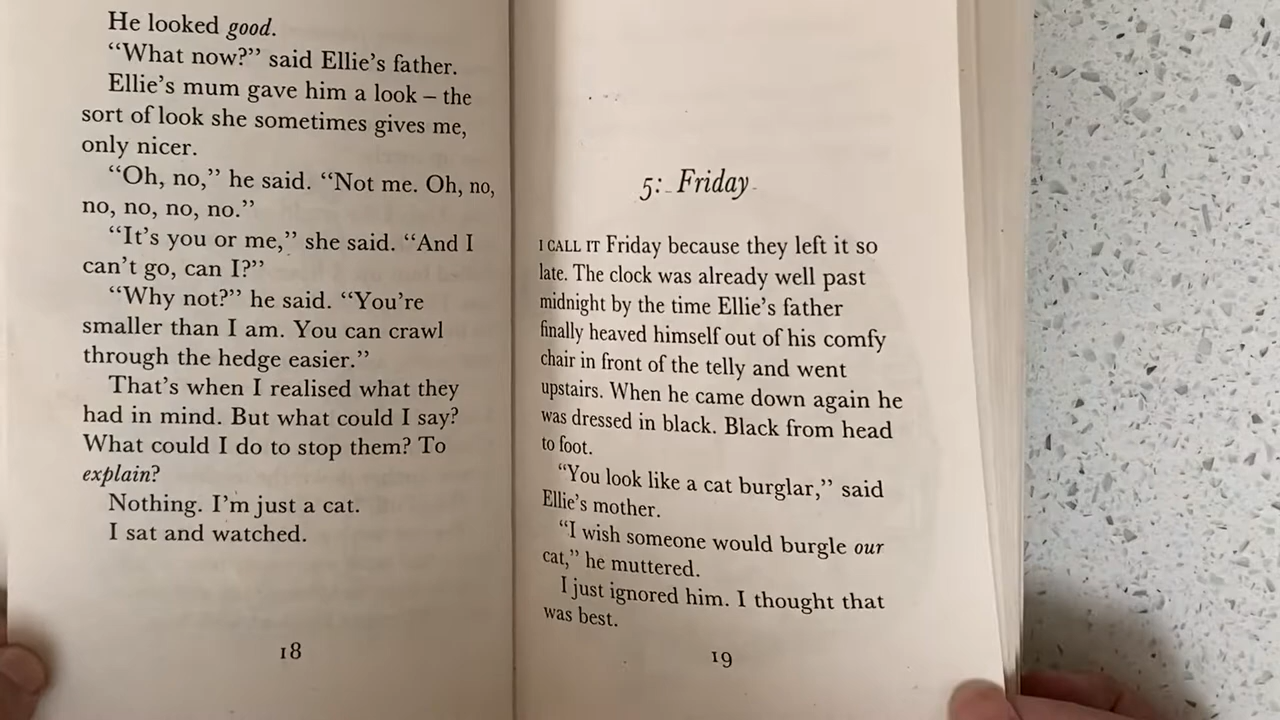 He looked good.
“What now?” said Ellie’s father.
Ellie’s mum gave him a look – the
sort of look she sometimes gives me,
only nicer.
“Oh, no,” he said. “Not me. Oh, no,
no, no, no, no.”
“It’s you or me,” she said. “And I
can’t go, can I?”
“Why not?” he said. “You’re
smaller than I am. You can crawl
through the hedge easier.”
That’s when I realised what they
had in mind. But what could I say?
What could I do to stop them? To
explain?
Nothing. I’m just a cat.
I sat and watched.
18
5: Friday
I CALL IT Friday because they left it so
late. The clock was already well past
midnight by the time Ellie’s father
finally heaved himself out of his comfy
chair in front of the telly and went
upstairs. When he came down again he
was dressed in black. Black from head
to foot.
“You look like a cat burglar,” said
Ellie’s mother.
“I wish someone would burgle our
cat,” he muttered.
I just ignored him. I thought that
was best.
19